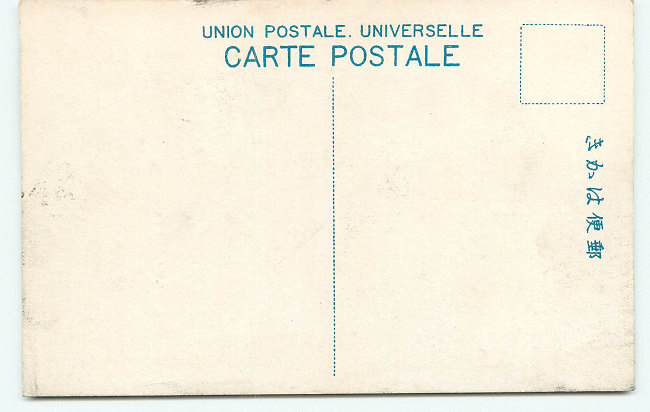 UNION POSTALE. UNIVERSELLE
CARTE POSTALE
郵便はかき